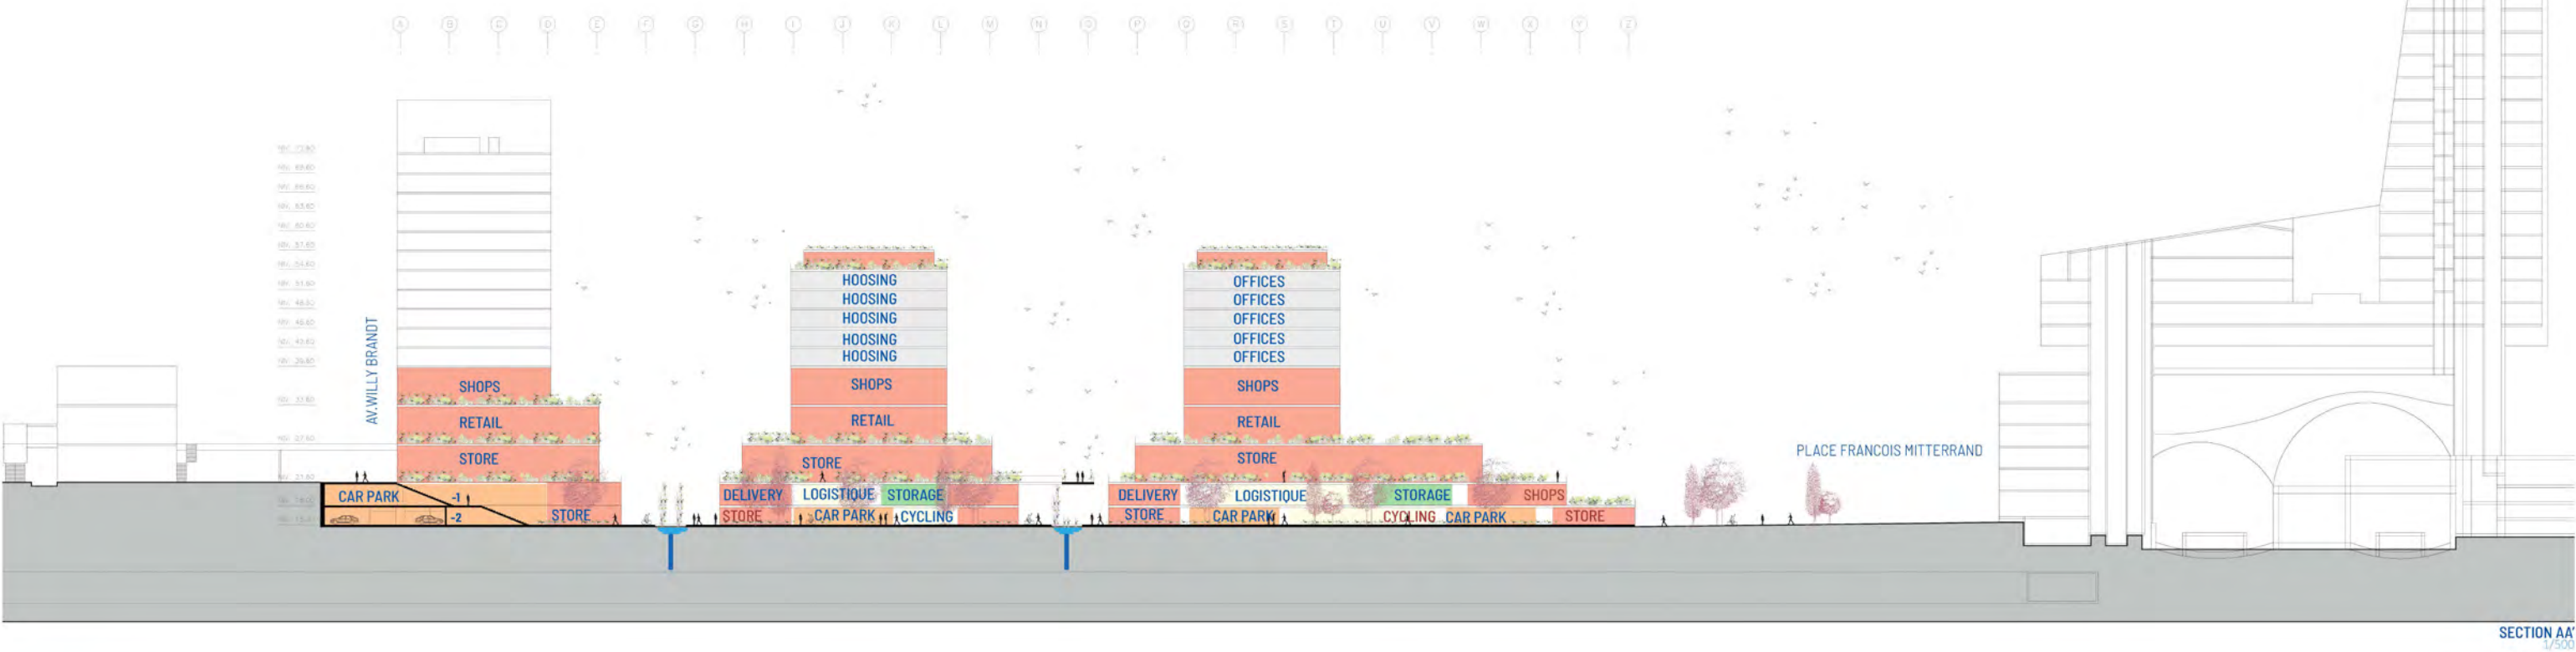 A B C D E F G H I J K L M N O P Q R S T U V W X Y Z
AV. WILLY BRANDT
SHOPS
RETAIL
STORE
CAR PARK
-1
-2
STORE
HOOSING
HOOSING
HOOSING
HOOSING
HOOSING
SHOPS
RETAIL
STORE
DELIVERY LOGISTIQUE STORAGE
STORE CAR PARK CYCLING
OFFICES
OFFICES
OFFICES
OFFICES
OFFICES
SHOPS
RETAIL
STORE
DELIVERY LOGISTIQUE STORAGE SHOPS
STORE CAR PARK CYCLING CAR PARK STORE
PLACE FRANCOIS MITTERRAND
SECTION AA'
1/500